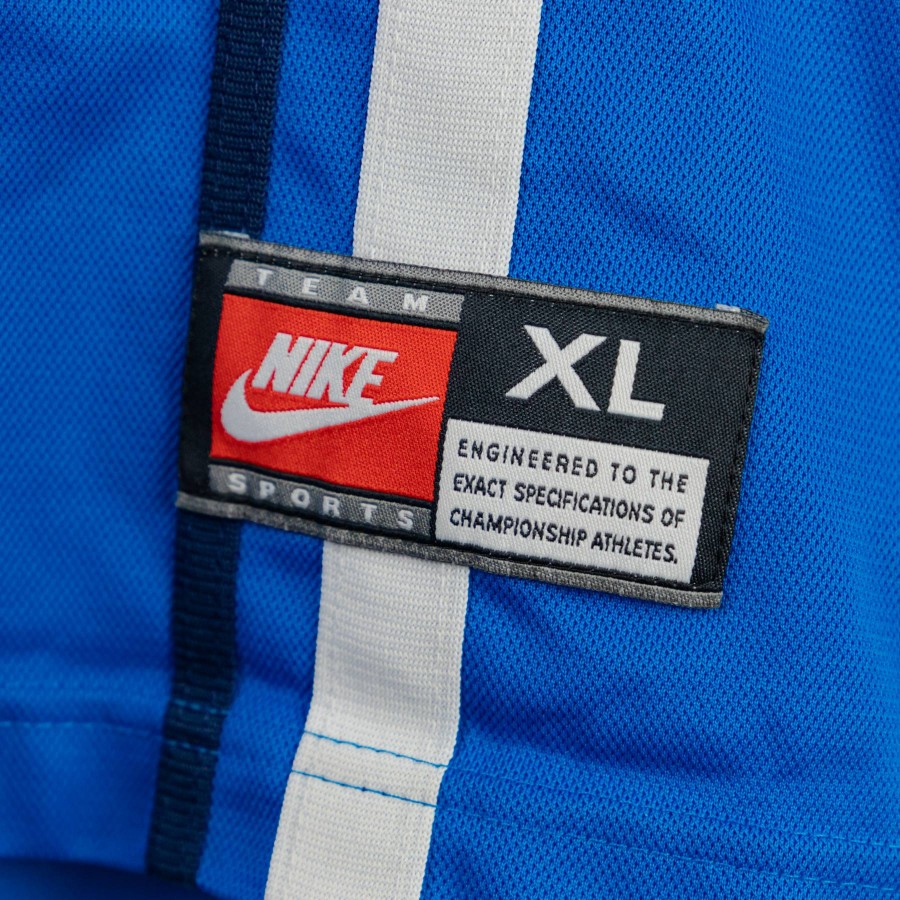 TEAM
NIKE
SPORTS
XL
ENGINEERED TO THE
EXACT SPECIFICATIONS OF
CHAMPIONSHIP ATHLETES.